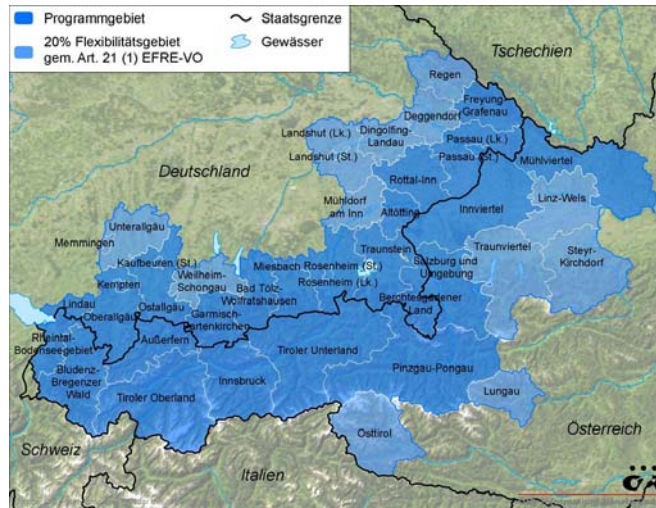 Programmgebiet
20% Flexibilitätsgebiet
gem. Art. 21 (1) EFRE-VO
Staatsgrenze
Gewässer
Tschechien
Regen
Freyung-
Grafenau
Deggendorf
Landshut (Lk.)
Dingolfing-
Landau
Passau (Lk.)
Landshut (St.)
Passau (St.)
Mühlviertel
Deutschland
Rottal-Inn
Mühldorf
am Inn
Innviertel
Linz-Wels
Altötting
Unterallgäu
Memmingen
Traunstein
Traunviertel
Steyr-
Kirchdorf
Kaufbeuren (St.)
Miesbach
Rosenheim (St.)
Salzburg und
Umgebung
Weilheim-
Schongau
Kempten
Bad Tölz-
Wolfratshausen
Rosenheim (Lk.)
Berchtesgadener
Land
Lindau
Ostallgäu
Oberallgäu
Garmisch-
Partenkirchen
Rheintal-
Bodenseegebiet
Außerfern
Tiroler Unterland
Pinzgau-Pongau
Bludenz-
Bregenzer
Wald
Tiroler Oberland
Innsbruck
Lungau
Osttirol
Österreich
Schweiz
Italien